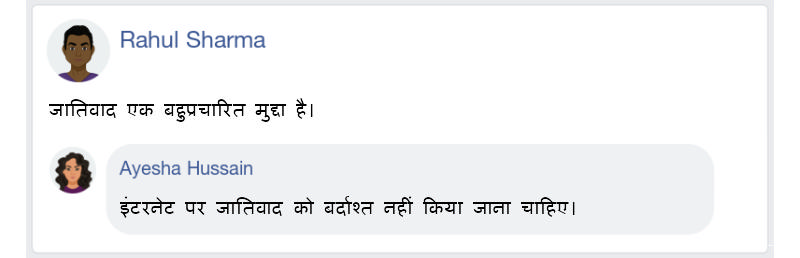 Rahul Sharma
जातिवाद एक बहुप्रचारित मुद्दा है।
Ayesha Hussain
इंटरनेट पर जातिवाद को बर्दाश्त नहीं किया जाना चाहिए।